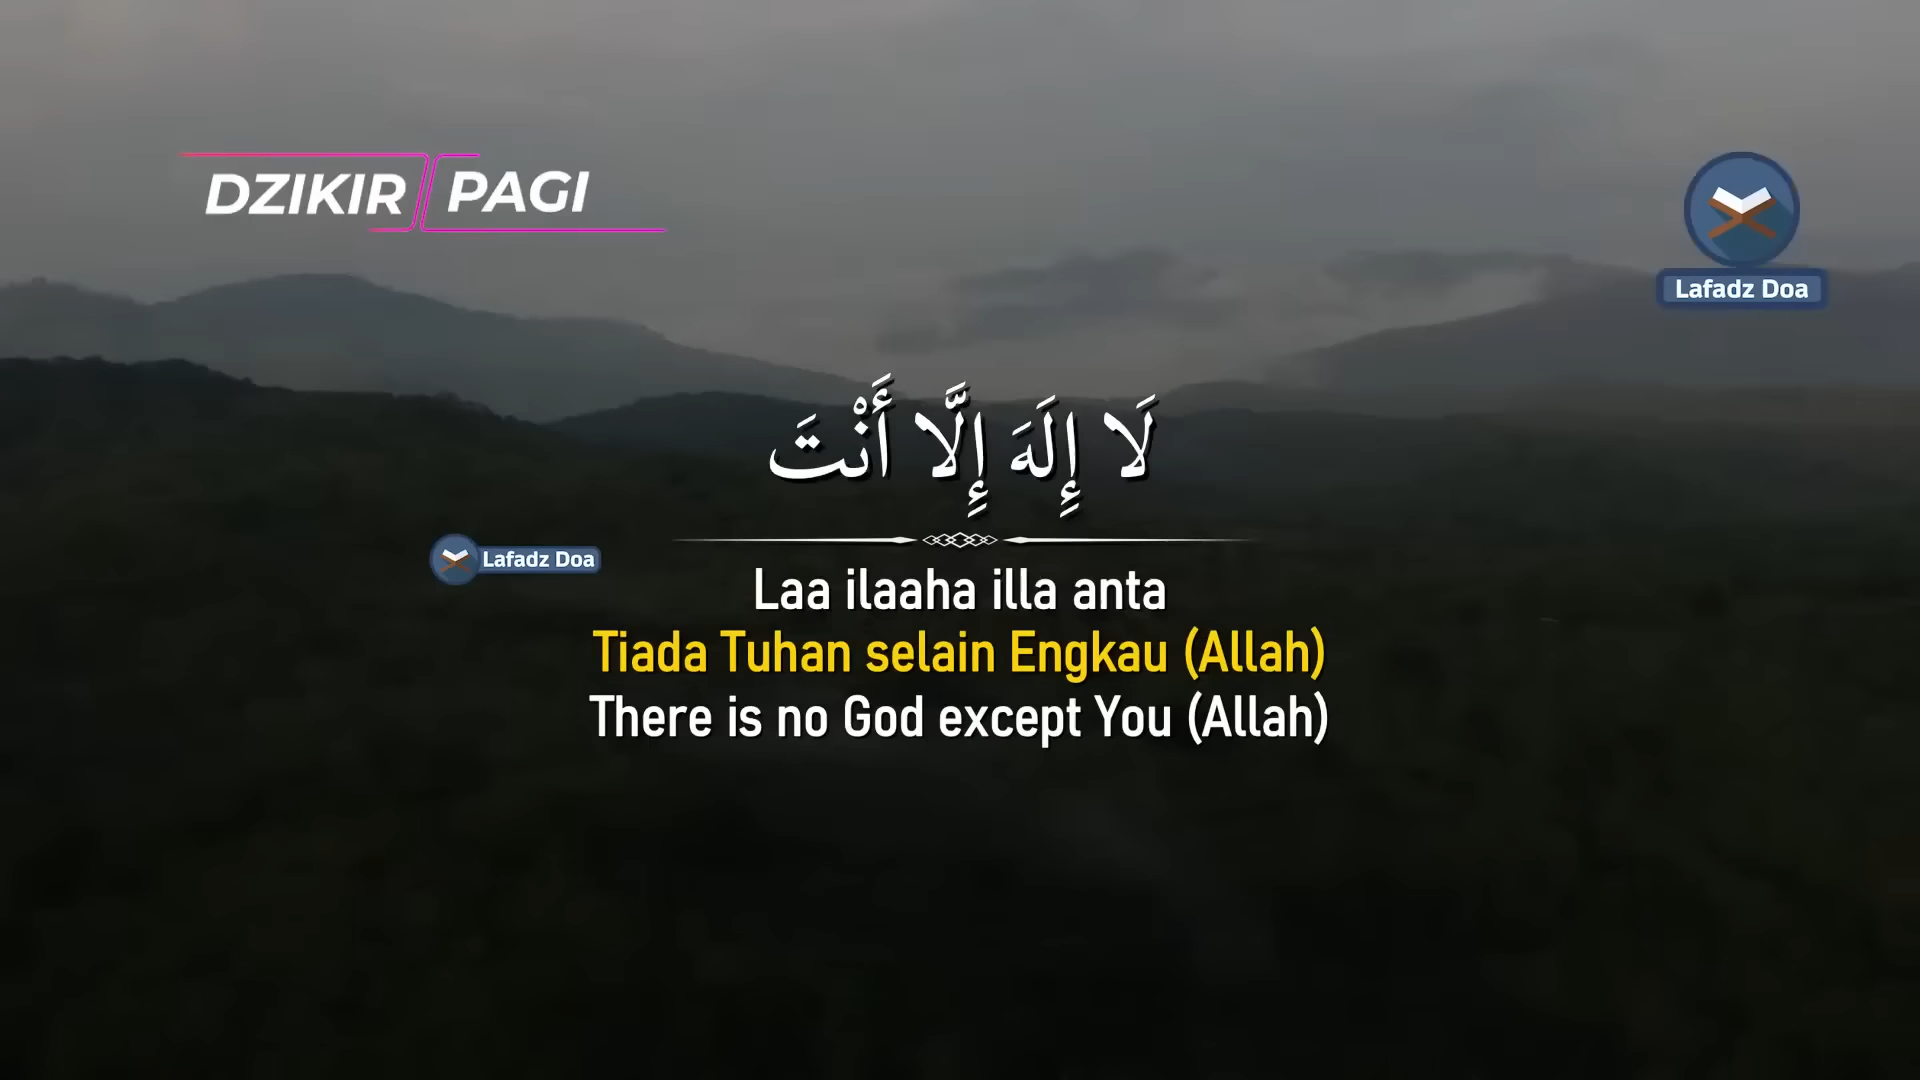 DZIKIR PAGI
Lafadz Doa
لَا إِلَهَ إِلَّا أَنْتَ
Lafadz Doa
Laa ilaaha illa anta
Tiada Tuhan selain Engkau (Allah)
There is no God except You (Allah)